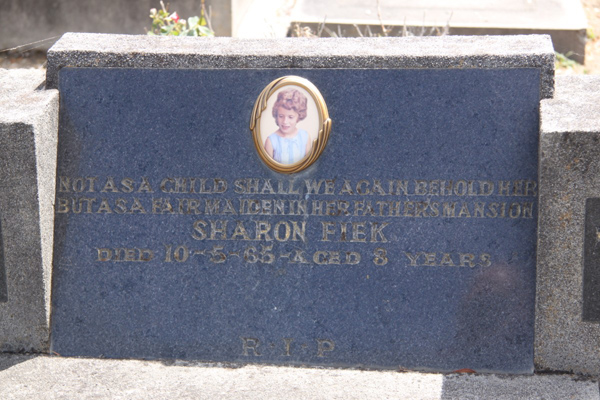 NOT AS A CHILD SHALL WE AGAIN BEHOLD HER
BUT AS A FAIR MAIDEN IN HER FATHER'S MANSION
SHARON FIEK
DIED 10-5-65-AGED 8 YEARS
R·I·P